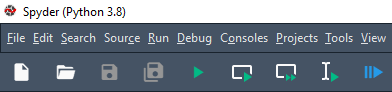 Spyder (Python 3.8)
File Edit Search Source Run Debug Consoles Projects Tools View